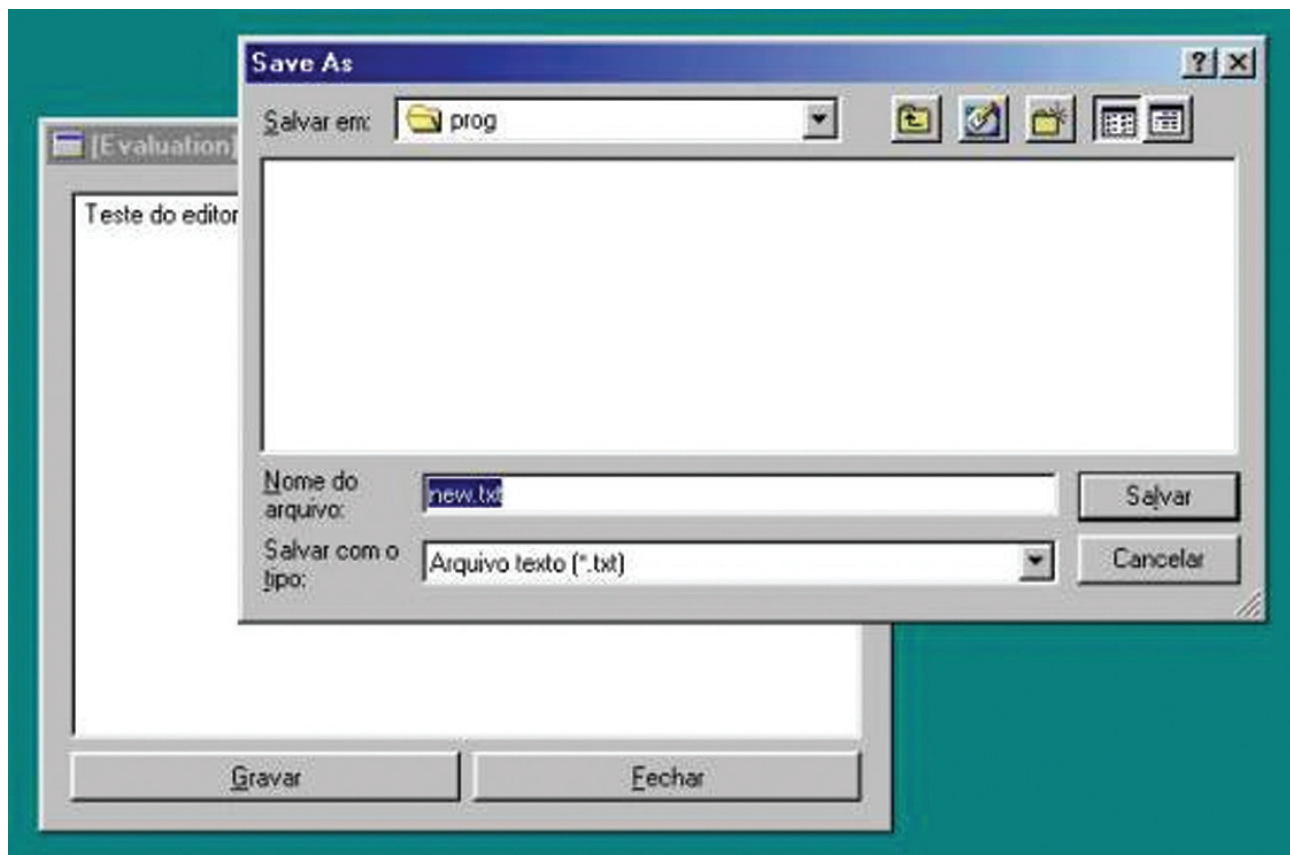 Save As
Salvar em: prog
[Evaluation]
Teste do editor
Nome do
arquivo: new.txt
Salvar
Salvar com o
tipo: Arquivo texto (*.txt)
Cancelar
Gravar Fechar